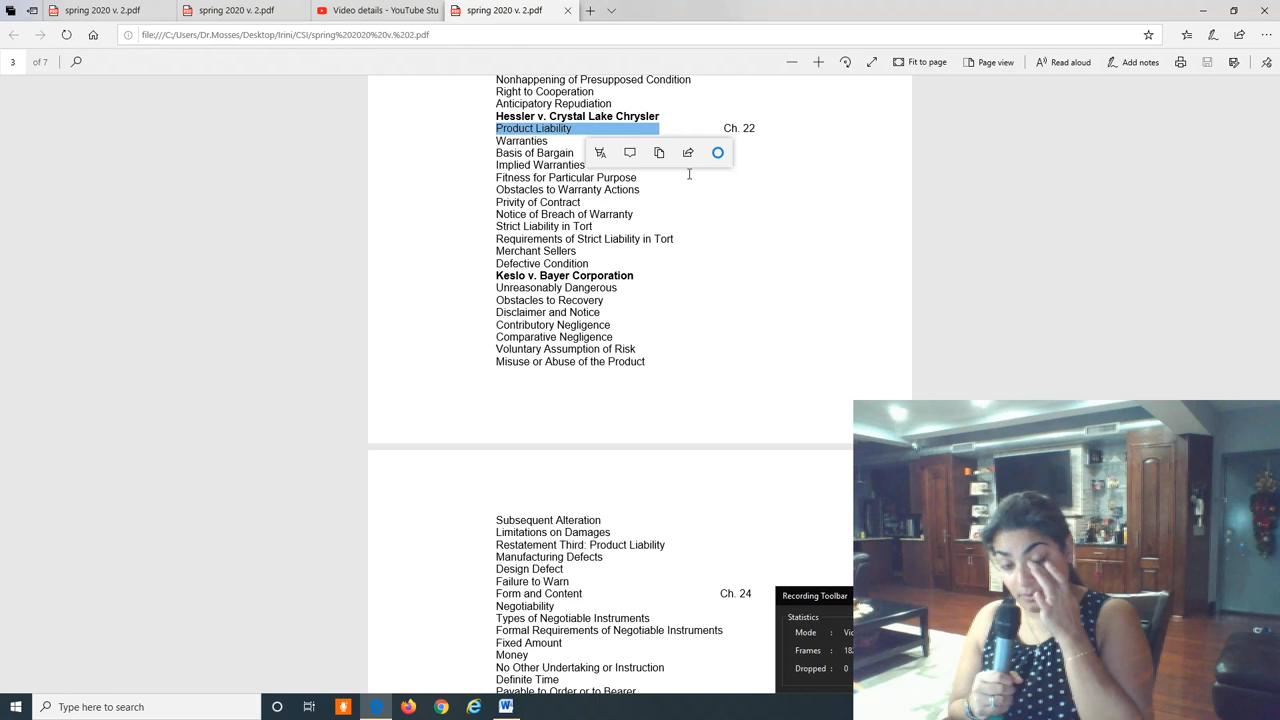 spring 2020 v. 2.pdf
spring 2020 v. 2.pdf
Video details - YouTube Stu
spring 2020 v. 2.pdf
file:///C:/Users/Dr.Mosses/Desktop/Irini/CSI/spring%202020%20v.%202.pdf
3 of 7
Fit to page
Page view
Read aloud
Add notes
Nonhappening of Presupposed Condition
Right to Cooperation
Anticipatory Repudiation
Hessler v. Crystal Lake Chrysler
Product Liability Ch. 22
Warranties
Basis of Bargain
Implied Warranties
Fitness for Particular Purpose
Obstacles to Warranty Actions
Privity of Contract
Notice of Breach of Warranty
Strict Liability in Tort
Requirements of Strict Liability in Tort
Merchant Sellers
Defective Condition
Keslo v. Bayer Corporation
Unreasonably Dangerous
Obstacles to Recovery
Disclaimer and Notice
Contributory Negligence
Comparative Negligence
Voluntary Assumption of Risk
Misuse or Abuse of the Product
Subsequent Alteration
Limitations on Damages
Restatement Third: Product Liability
Manufacturing Defects
Design Defect
Failure to Warn
Form and Content Ch. 24
Negotiability
Types of Negotiable Instruments
Formal Requirements of Negotiable Instruments
Fixed Amount
Money
No Other Undertaking or Instruction
Definite Time
Payable to Order or to Bearer
Recording Toolbar
Statistics
Mode :
Frames :
Dropped : 0
Type here to search